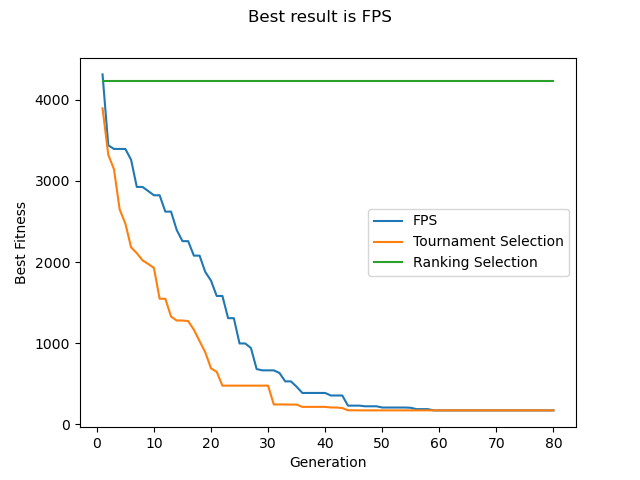 Best result is FPS
Best Fitness
4000
3000
2000
1000
0
FPS
Tournament Selection
Ranking Selection
0 10 20 30 40 50 60 70 80
Generation